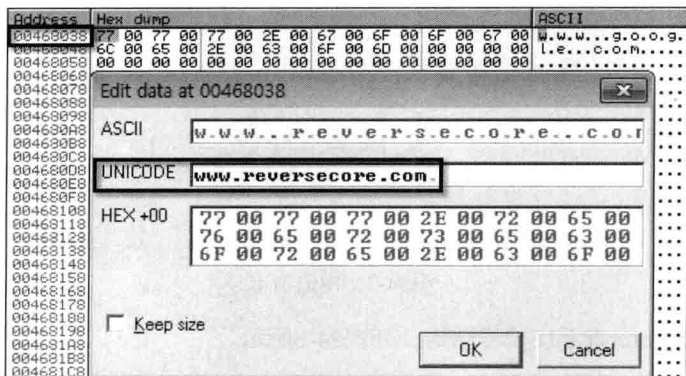 Address Hex dump ASCII
00468038 77 00 77 00 77 00 2E 00 67 00 6F 00 6F 00 67 00 w.w.w...g.o.o.g.
00468048 6C 00 65 00 2E 00 63 00 6F 00 6D 00 00 00 00 00 l.e...c.o.m.....
00468058 00 00 00 00 00 00 00 00 00 00 00 00 00 00 00 00
00468068
00468078 Edit data at 00468038
00468088
00468098
004680A8 ASCII w.w.w...r.e.v.e.r.s.e.c.o.r.e...c.o.
004680B8
004680C8
004680D8 UNICODE www.reversecore.com.
004680E8
004680F8
00468108 HEX +00 77 00 77 00 77 00 2E 00 72 00 65 00
00468118 76 00 65 00 72 00 73 00 65 00 63 00
00468128 6F 00 72 00 65 00 2E 00 63 00 6F 00
00468138
00468148
00468158
00468168
00468178
00468188 Keep size
00468198
004681A8 OK Cancel
004681B8
004681C8